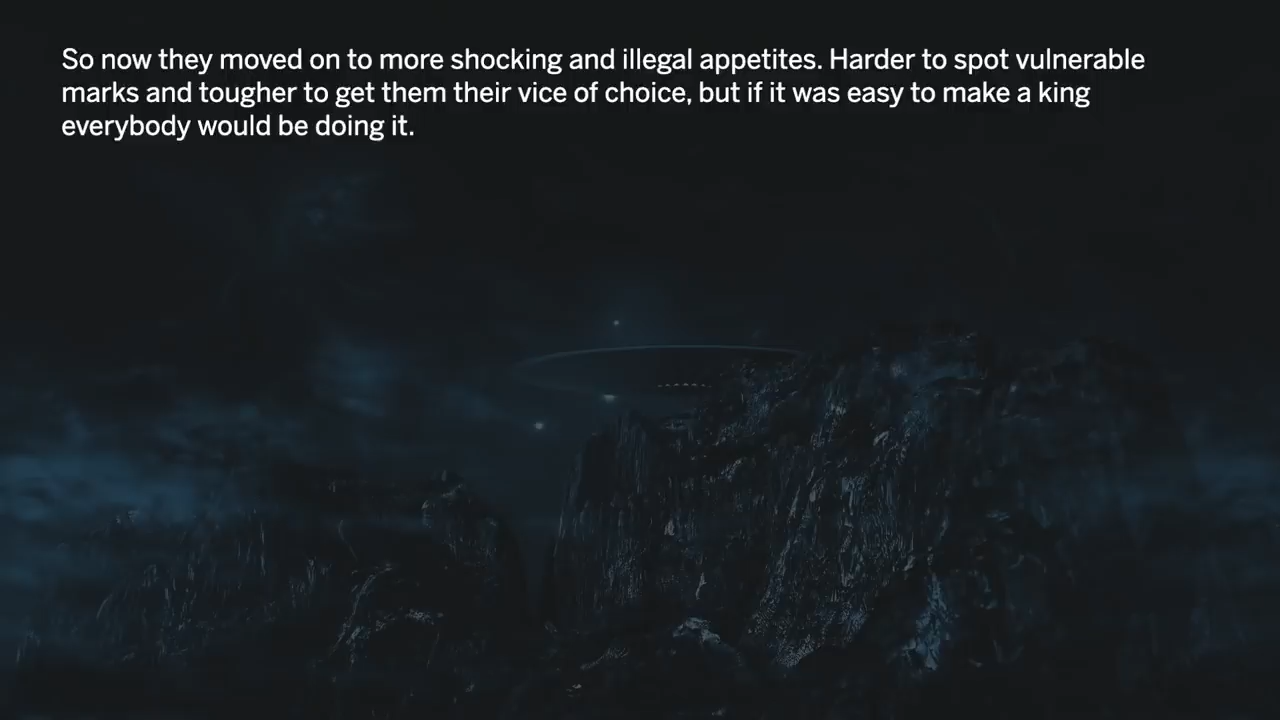 So now they moved on to more shocking and illegal appetites. Harder to spot vulnerable
marks and tougher to get them their vice of choice, but if it was easy to make a king
everybody would be doing it.